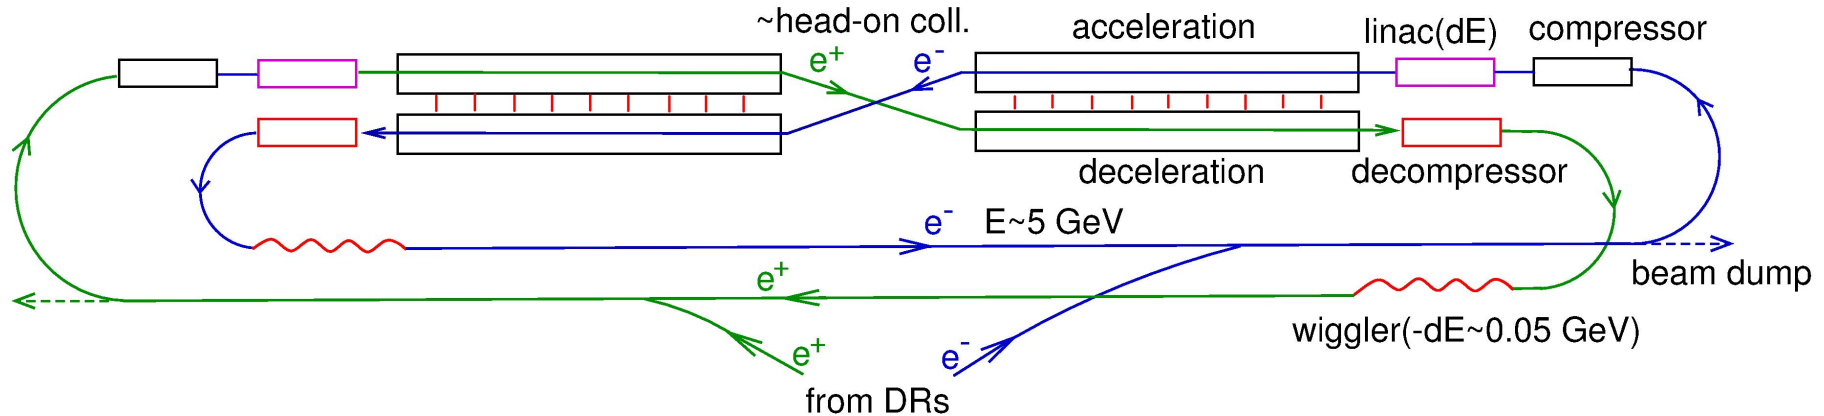 ~head-on coll.
acceleration
linac(dE)
compressor
e⁺
e⁻
deceleration
decompressor
e⁻
E~5 GeV
e⁺
beam dump
wiggler(-dE~0.05 GeV)
e⁺
e⁻
from DRs